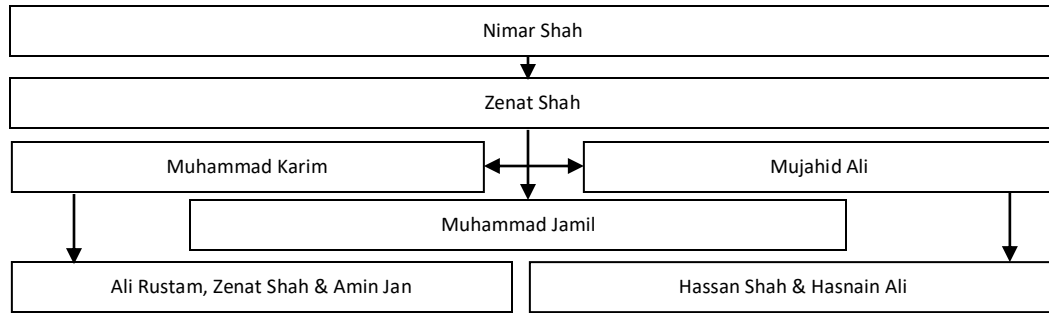 Nimar Shah
Zenat Shah
Muhammad Karim
Mujahid Ali
Muhammad Jamil
Ali Rustam, Zenat Shah & Amin Jan
Hassan Shah & Hasnain Ali